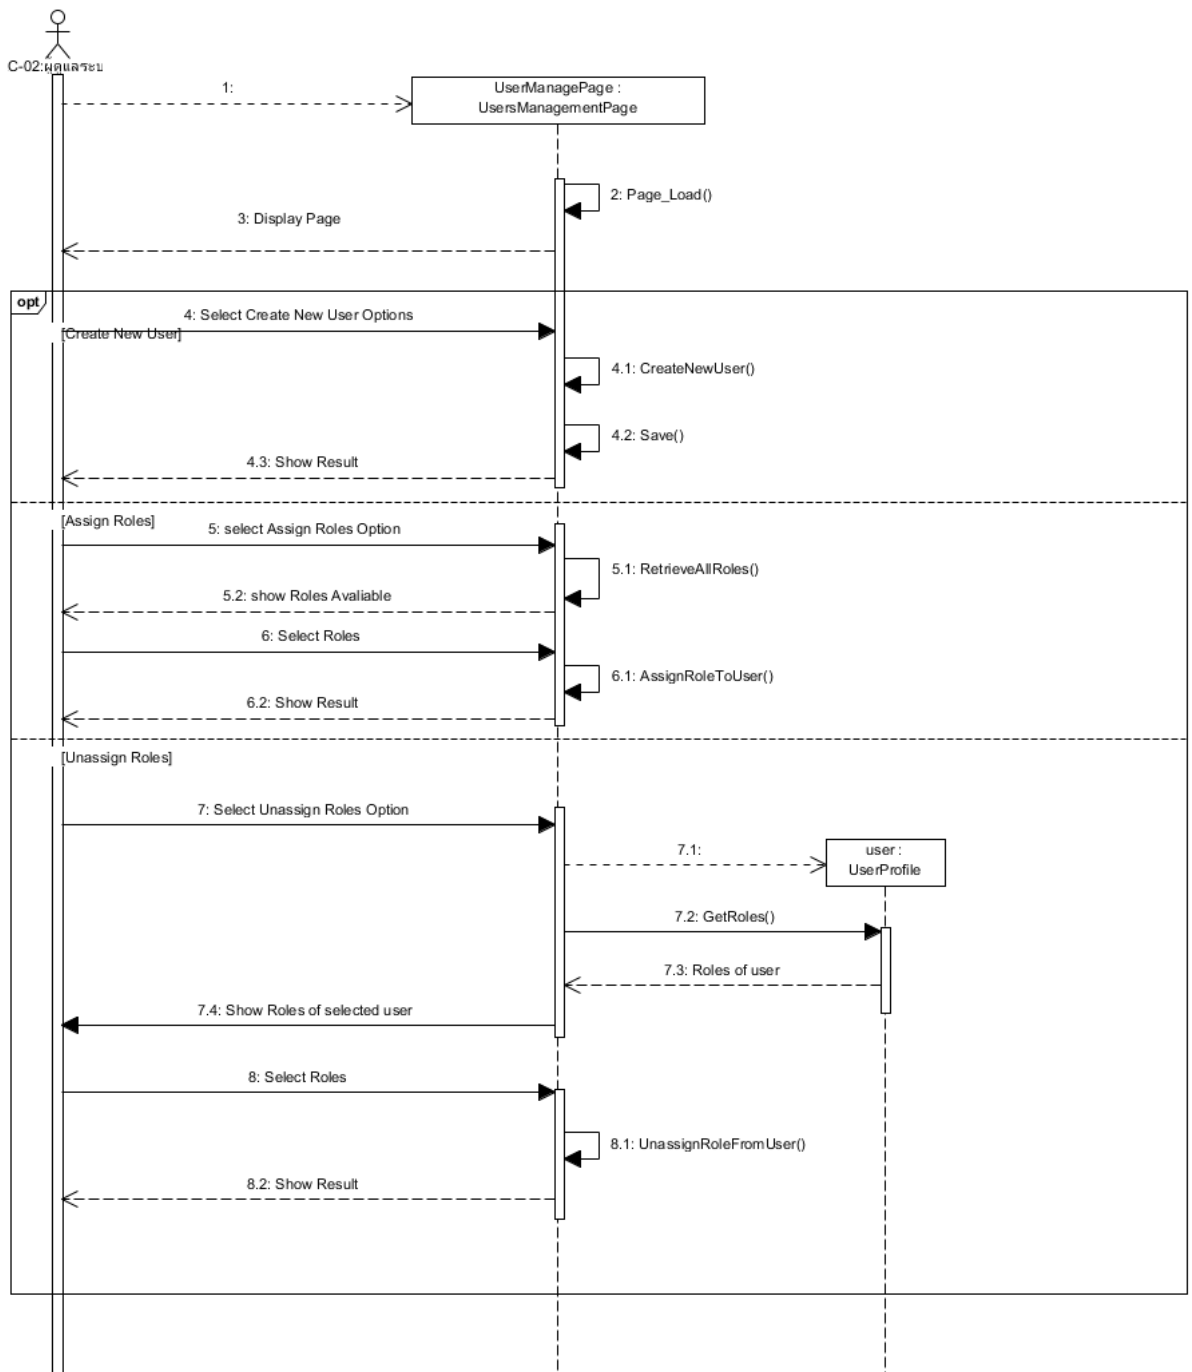 C-02:ผู้ดูแลระบ
1:
UserManagePage :
UsersManagementPage
2: Page_Load()
3: Display Page
opt
4: Select Create New User Options
[Create New User]
4.1: CreateNewUser()
4.2: Save()
4.3: Show Result
[Assign Roles]
5: select Assign Roles Option
5.1: RetrieveAllRoles()
5.2: show Roles Avaliable
6: Select Roles
6.1: AssignRoleToUser()
6.2: Show Result
[Unassign Roles]
7: Select Unassign Roles Option
7.1:
user :
UserProfile
7.2: GetRoles()
7.3: Roles of user
7.4: Show Roles of selected user
8: Select Roles
8.1: UnassignRoleFromUser()
8.2: Show Result